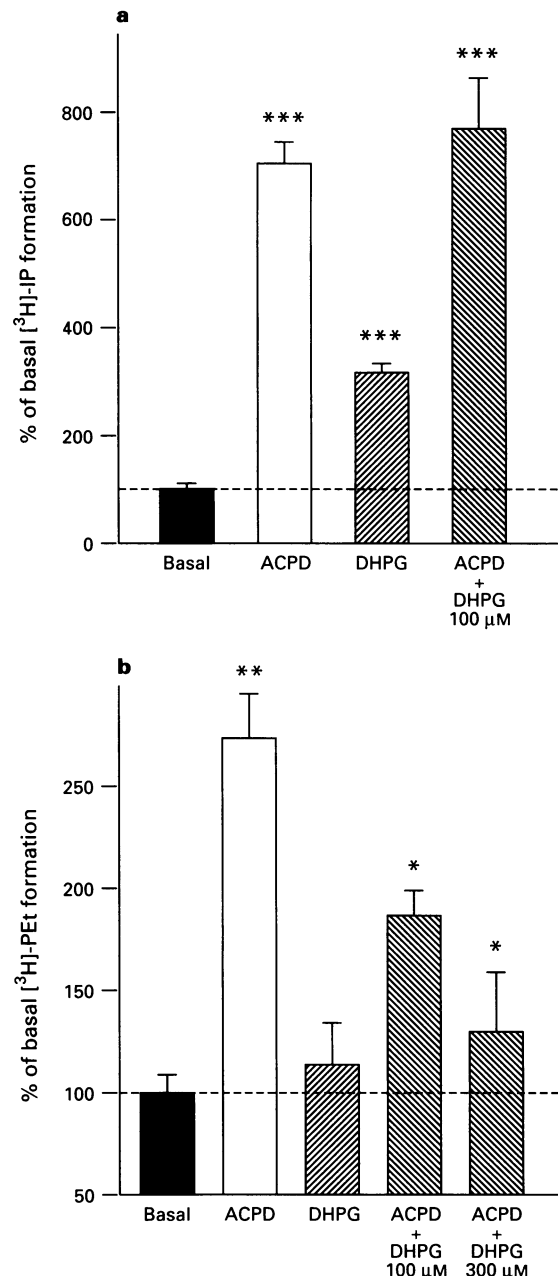 a
% of basal [³H]-IP formation
800
600
400
200
0
***
***
***
Basal
ACPD
DHPG
ACPD
+
DHPG
100 µM
b
% of basal [³H]-PEt formation
250
200
150
100
50
**
*
*
Basal
ACPD
DHPG
ACPD
+
DHPG
100 µM
ACPD
+
DHPG
300 µM